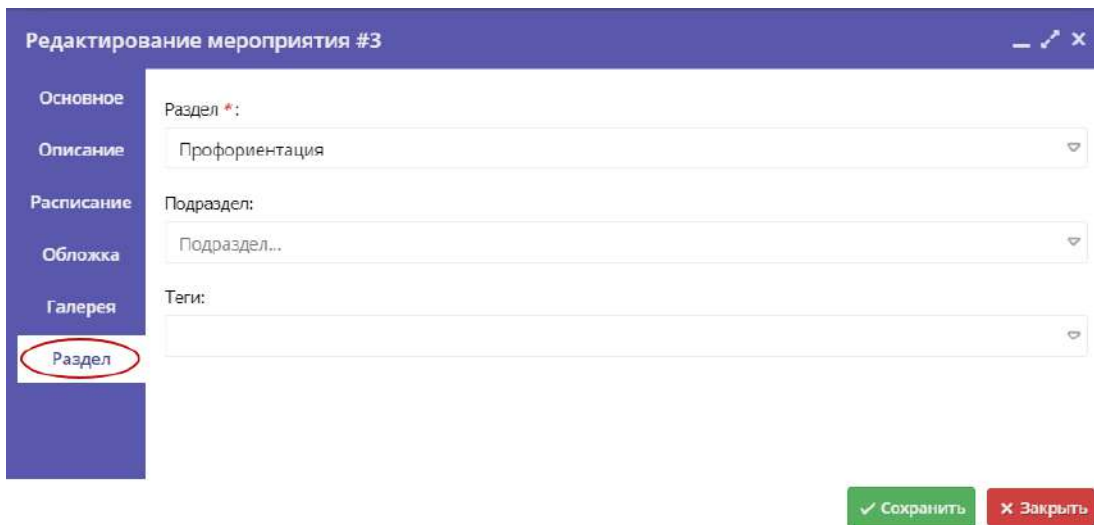 Редактирование мероприятия #3
Основное
Описание
Расписание
Обложка
Галерея
Раздел
Раздел *:
Профориентация
Подраздел:
Подраздел...
Теги:
Сохранить
Закрыть